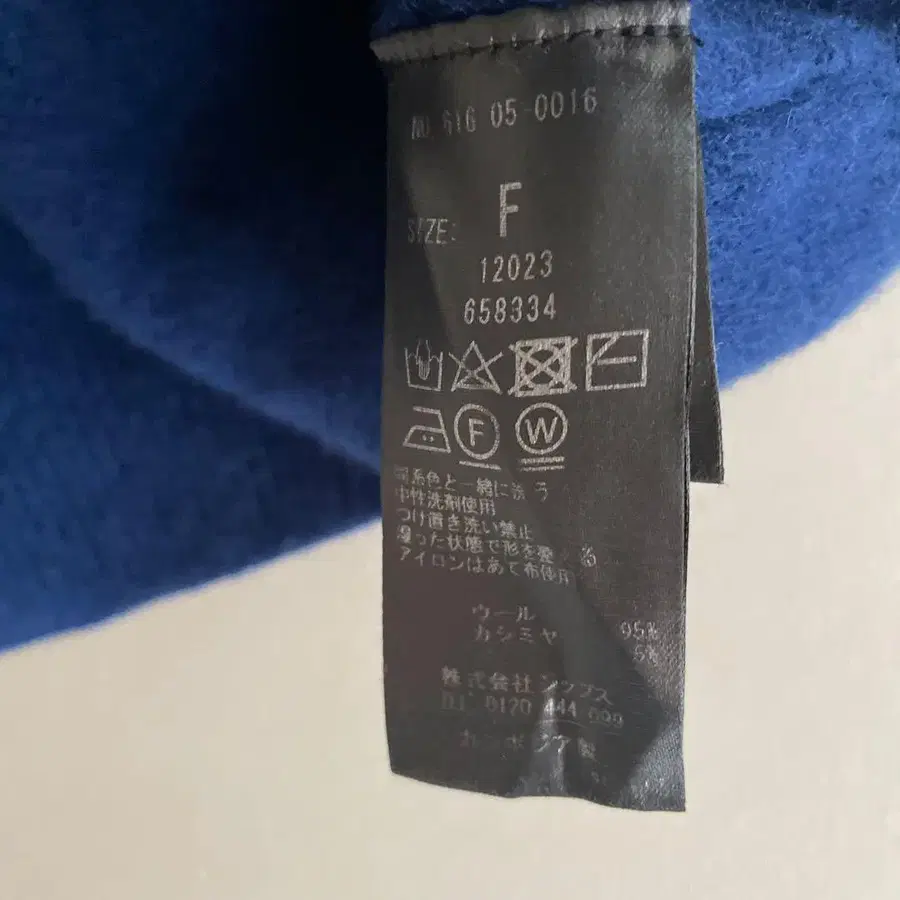 NO. 616 05-0016
SIZE: F
12023
658334
F W
同系色と一緒に洗う
中性洗剤使用
つけ置き洗い禁止
湿った状態で形を整える
アイロンはあて布使用
ウール 95%
カシミヤ 5%
株式会社シップス
TEL 0120 444 099
カンボジア製